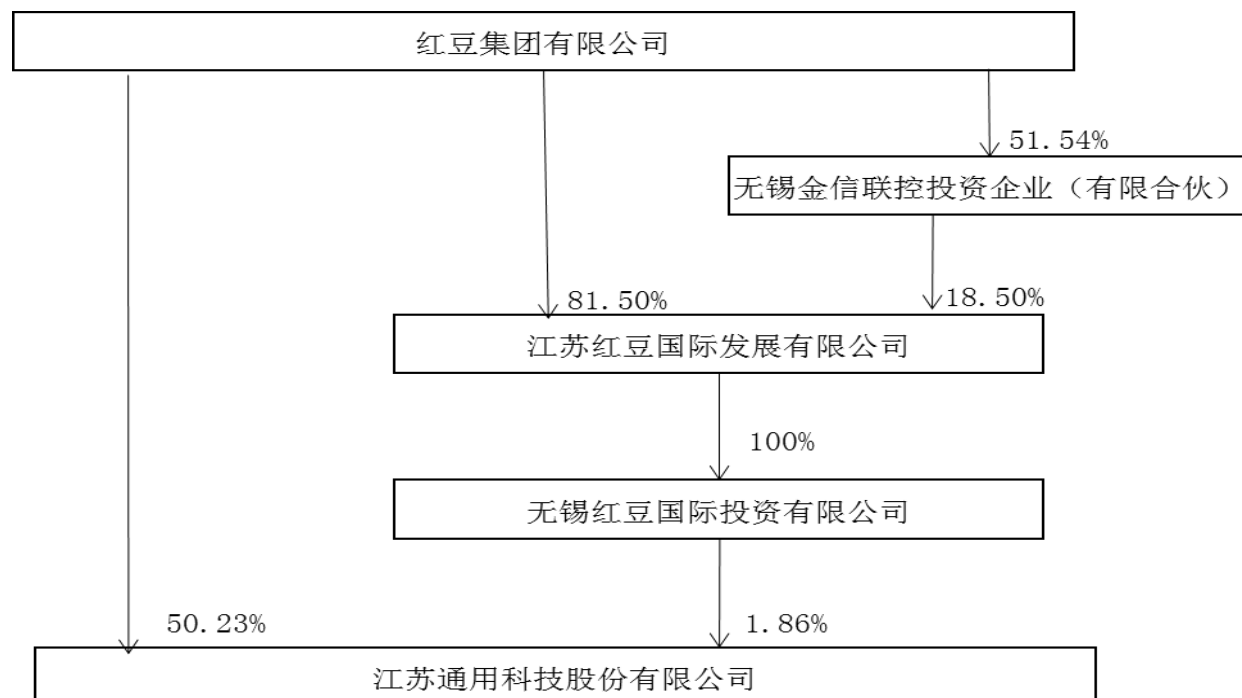 红豆集团有限公司
51.54%
无锡金信联控投资企业（有限合伙）
81.50%
18.50%
江苏红豆国际发展有限公司
100%
无锡红豆国际投资有限公司
50.23%
1.86%
江苏通用科技股份有限公司